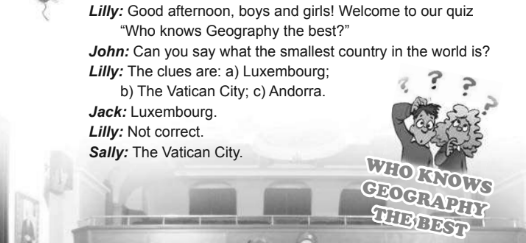 Lilly: Good afternoon, boys and girls! Welcome to our quiz
“Who knows Geography the best?”
John: Can you say what the smallest country in the world is?
Lilly: The clues are: a) Luxembourg;
b) The Vatican City; c) Andorra.
Jack: Luxembourg.
Lilly: Not correct.
Sally: The Vatican City.
? ? ? ?
WHO KNOWS
GEOGRAPHY
THE BEST